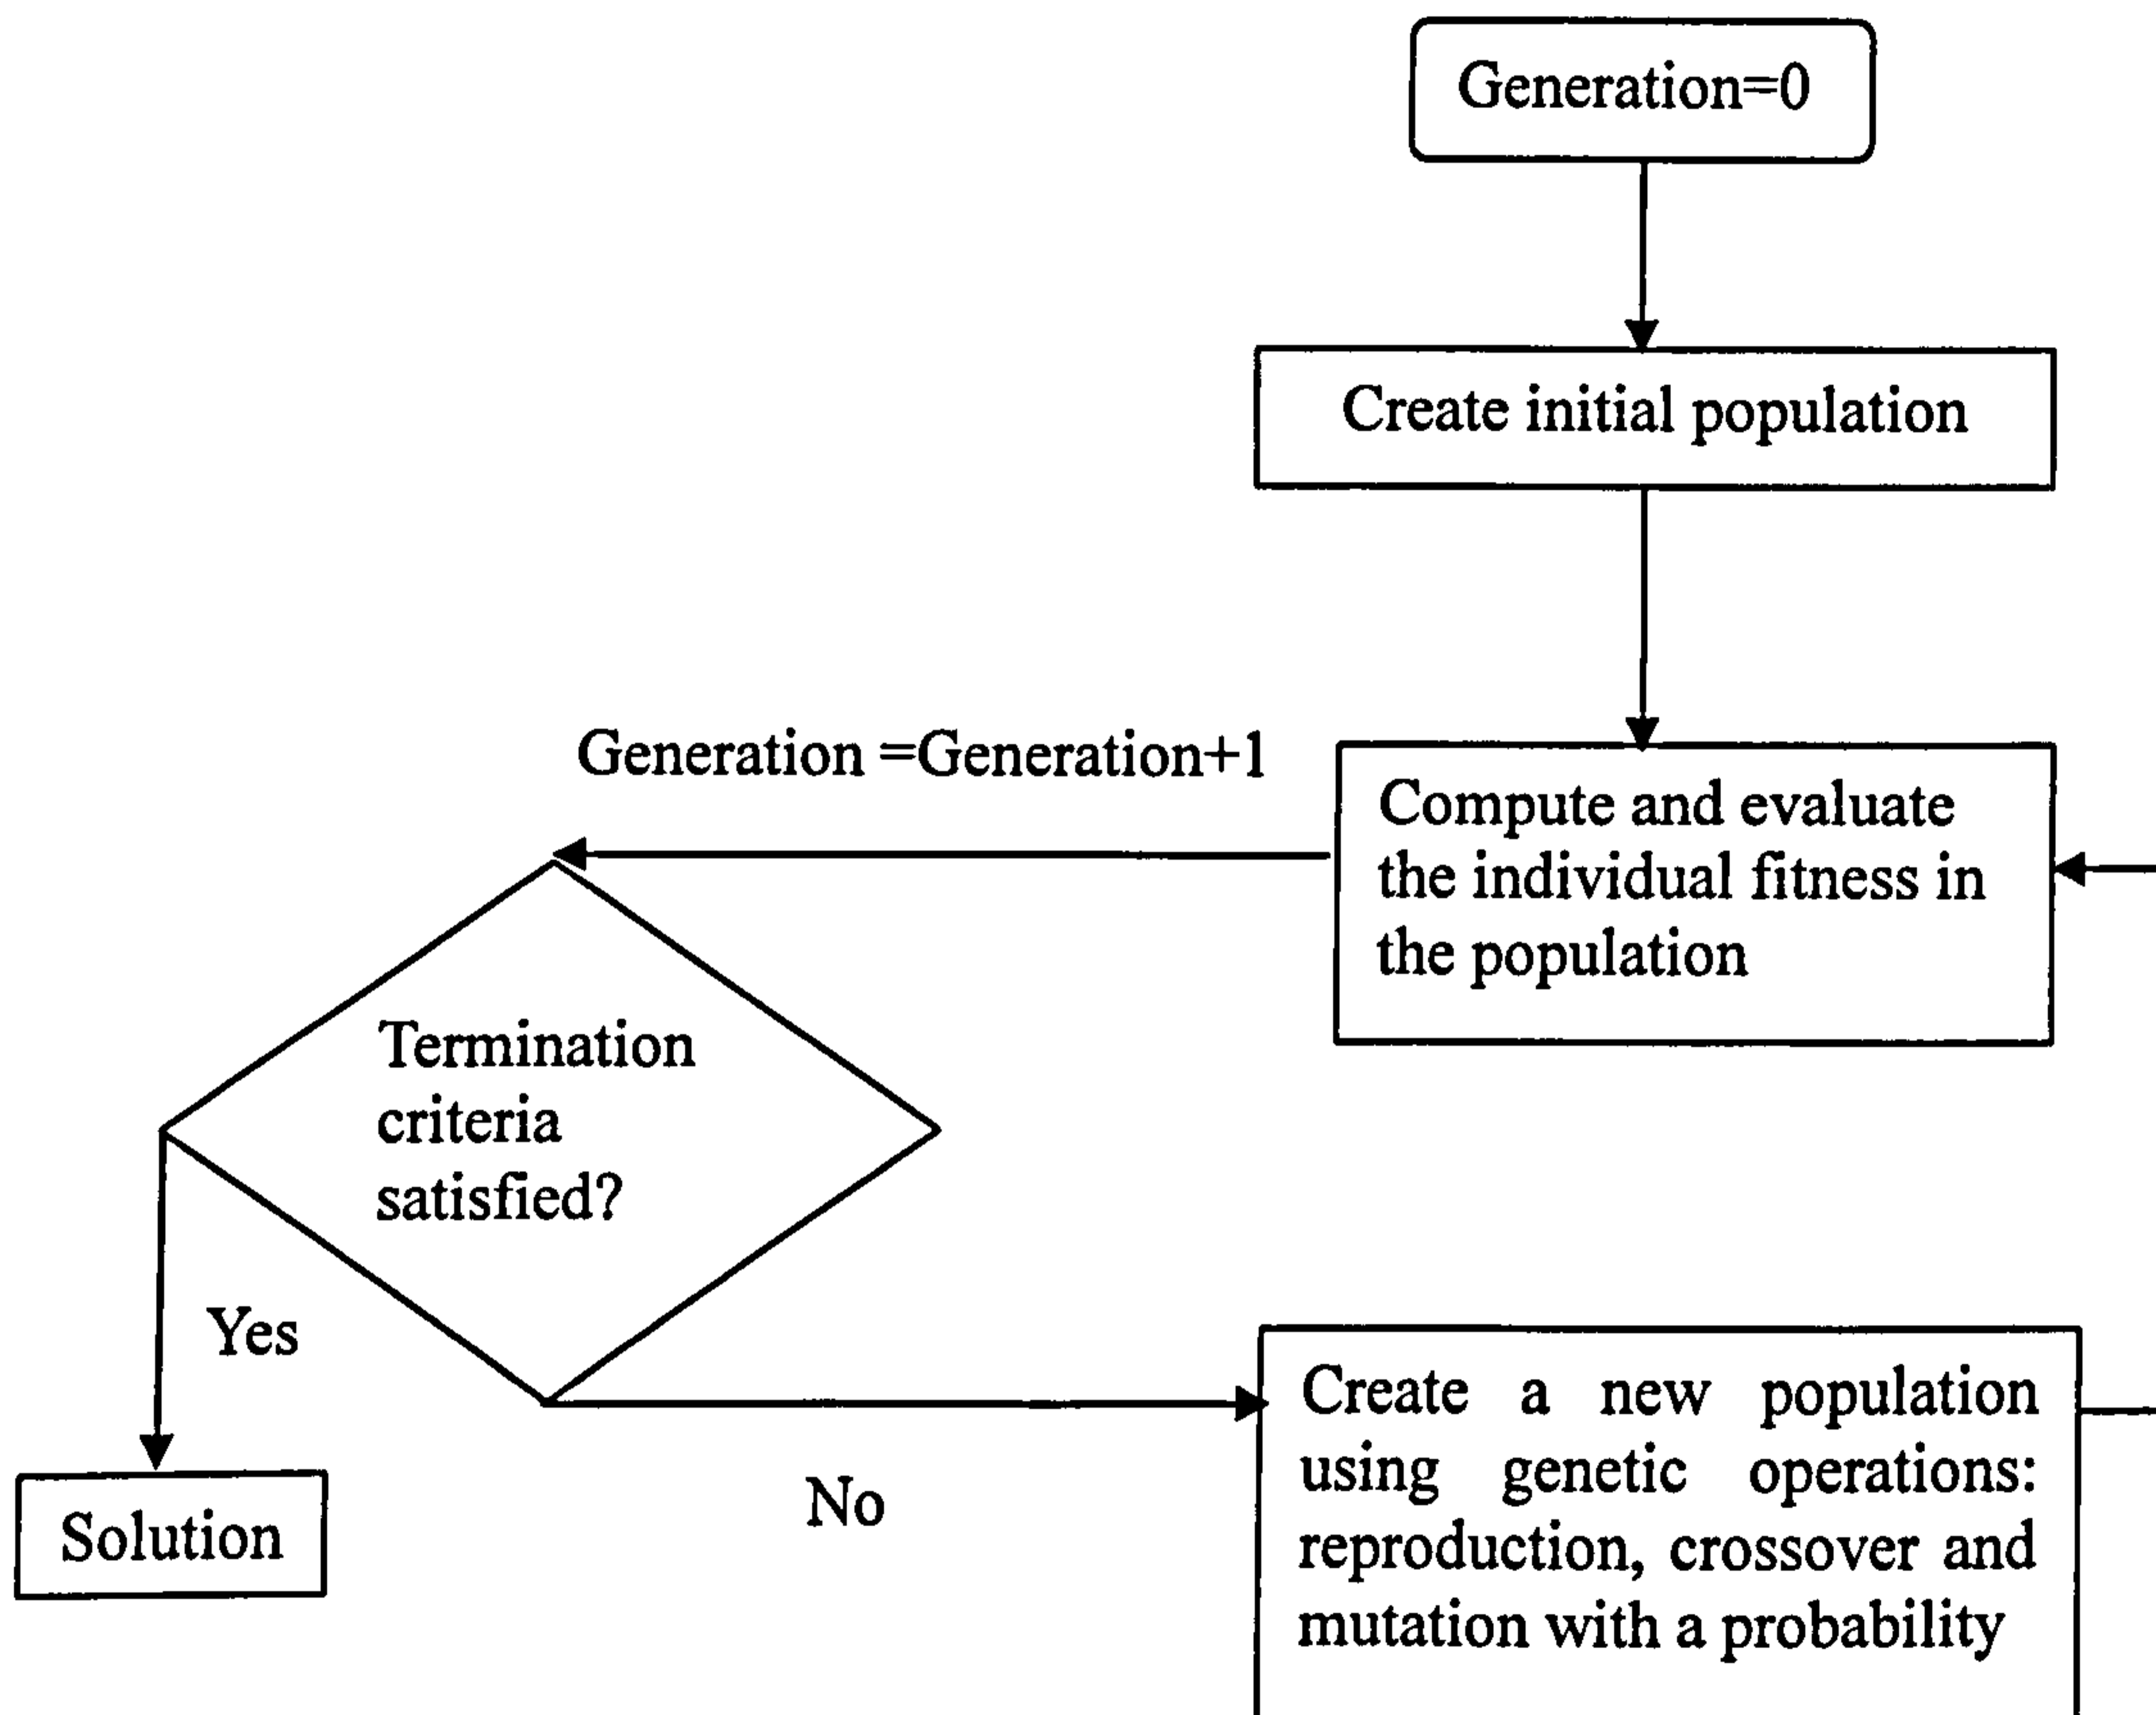 Generation=0
Create initial population
Generation =Generation+1
Compute and evaluate
the individual fitness in
the population
Termination
criteria
satisfied?
Yes
No
Solution
Create a new population
using genetic operations:
reproduction, crossover and
mutation with a probability